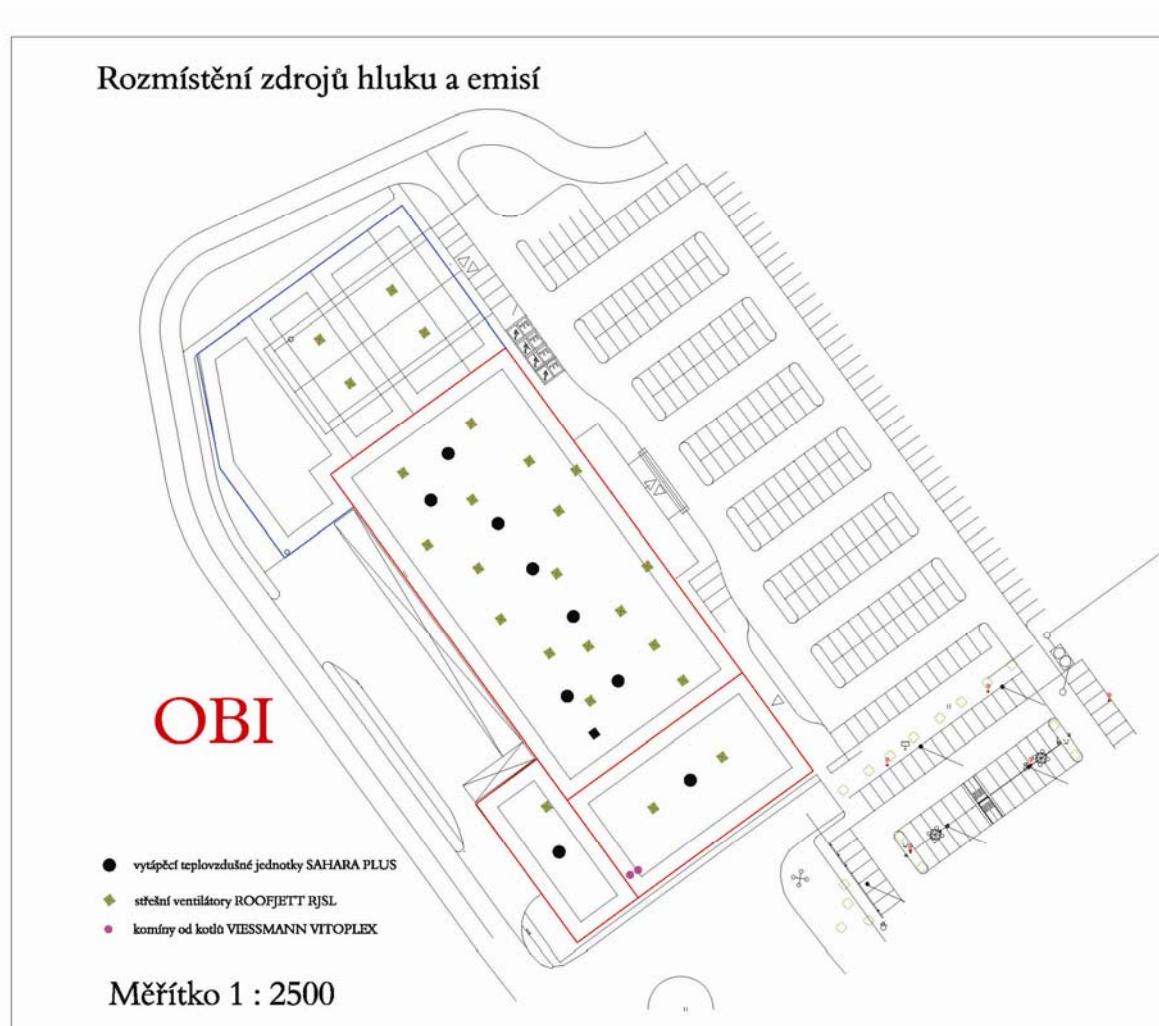 Rozmístění zdrojů hluku a emisí
OBI
vytápěcí teplovzdušné jednotky SAHARA PLUS
střešní ventilátory ROOFJETT RJSL
komíny od kotlů VIESSMANN VITOPLEX
Měřítko 1 : 2500